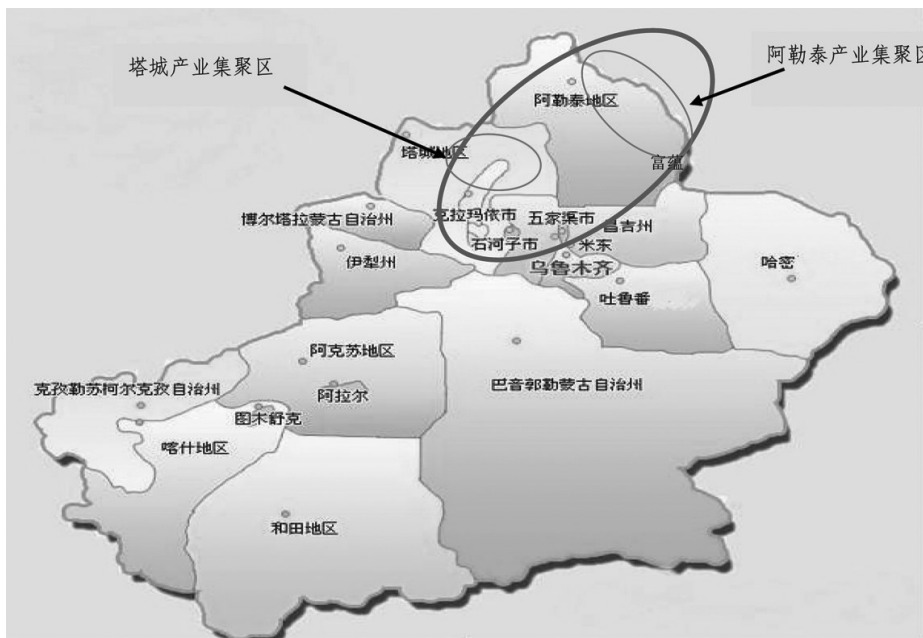 塔城产业集聚区
阿勒泰产业集聚区
阿勒泰地区
塔城地区
富蕴
博尔塔拉蒙古自治州
克拉玛依市
五家渠市
昌吉州
石河子市
米东
伊犁州
乌鲁木齐
哈密
吐鲁番
阿克苏地区
克孜勒苏柯尔克孜自治州
阿拉尔
巴音郭勒蒙古自治州
图木舒克
喀什地区
和田地区